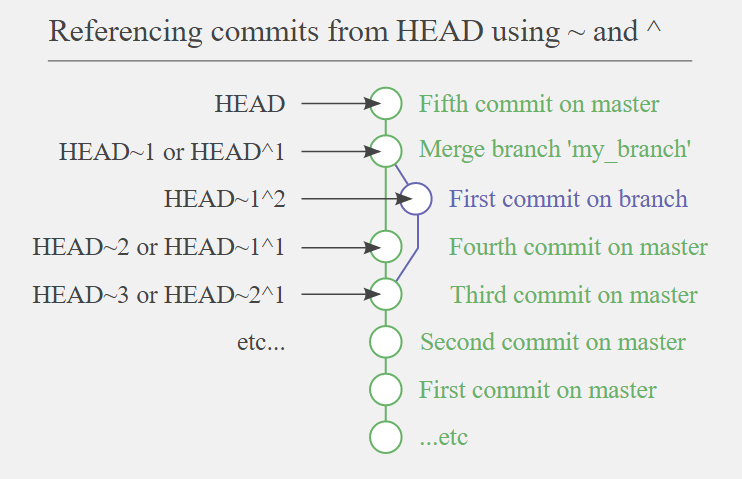 Referencing commits from HEAD using ~ and ^
HEAD Fifth commit on master
HEAD~1 or HEAD^1 Merge branch 'my_branch'
HEAD~1^2 First commit on branch
HEAD~2 or HEAD~1^1 Fourth commit on master
HEAD~3 or HEAD~2^1 Third commit on master
etc... Second commit on master
First commit on master
...etc